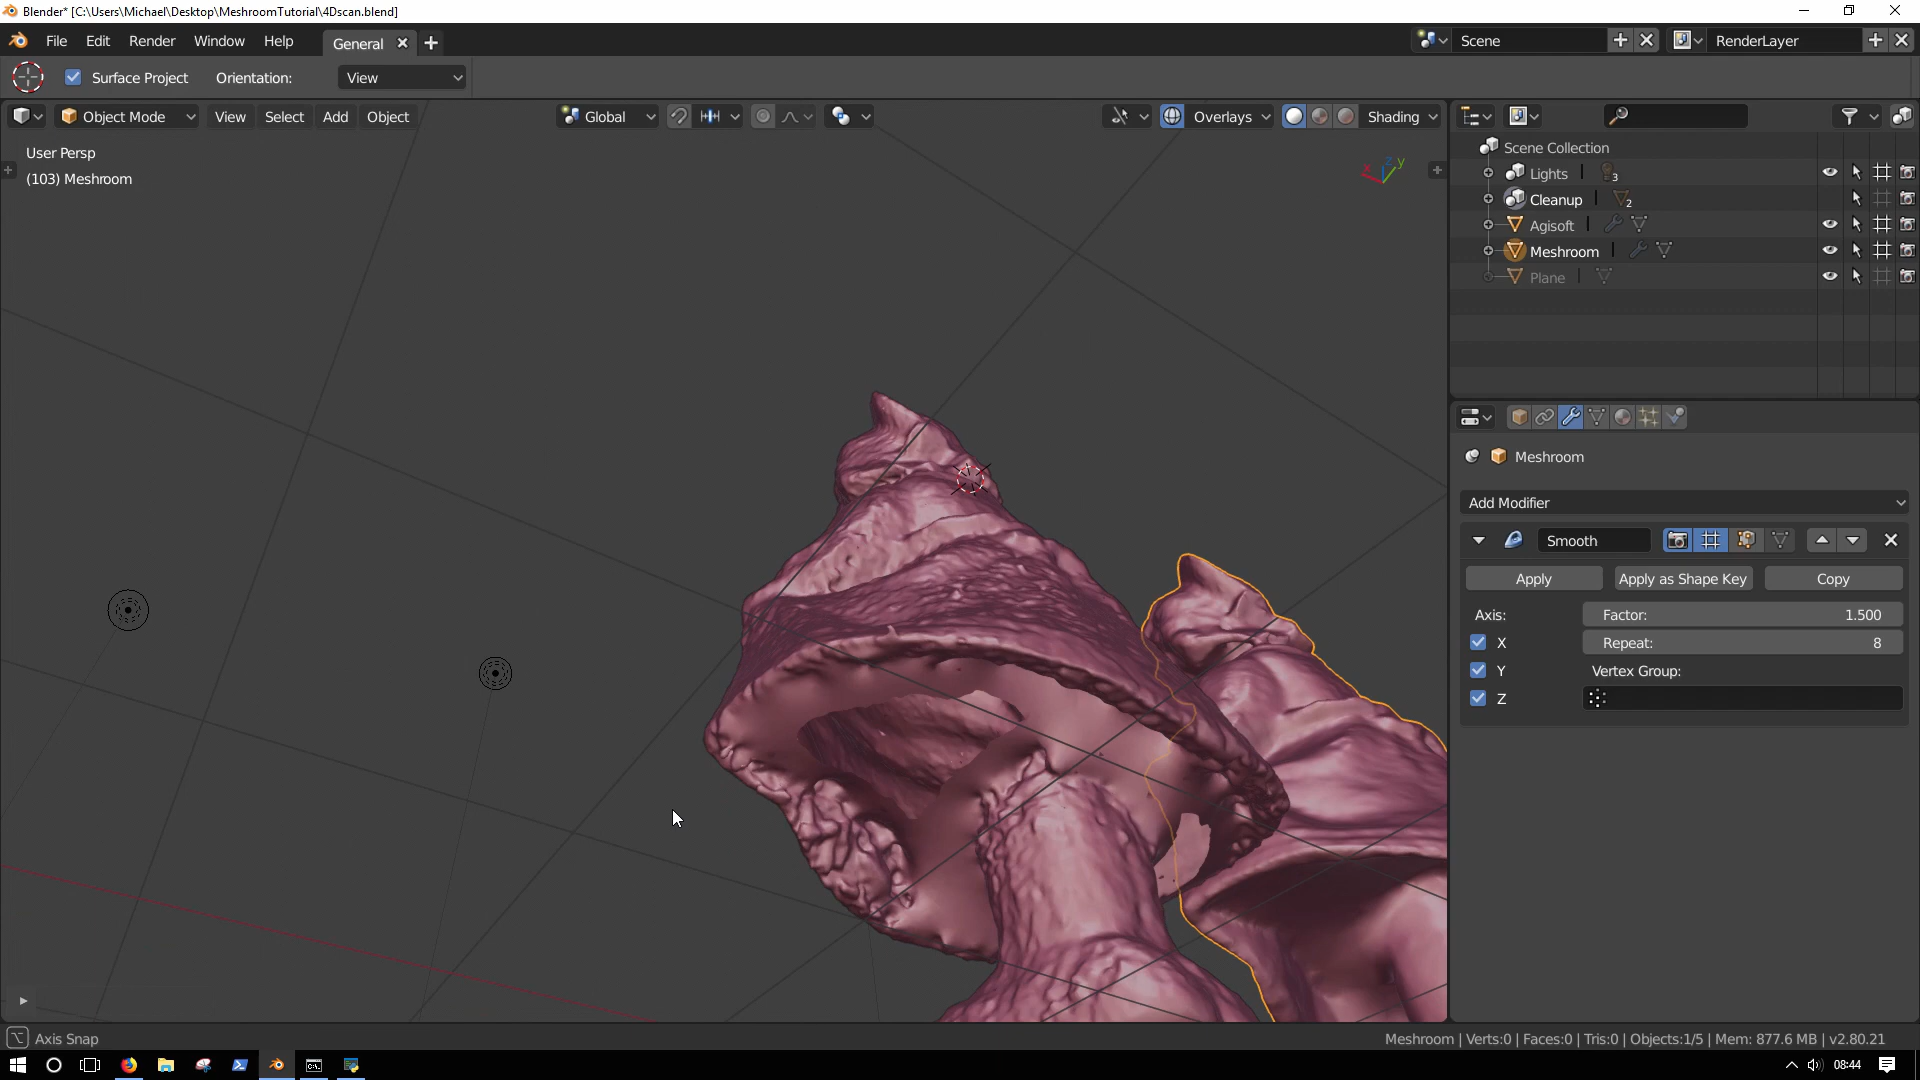 Blender* [C:\Users\Michael\Desktop\MeshroomTutorial\4Dscan.blend]
File Edit Render Window Help General Scene RenderLayer
Surface Project Orientation: View
Object Mode View Select Add Object Global Overlays Shading
User Persp
(103) Meshroom
x z y
Scene Collection
Lights 3
Cleanup 2
Agisoft
Meshroom
Plane
Meshroom
Add Modifier
Smooth
Apply Apply as Shape Key Copy
Axis: Factor: 1.500
X Repeat: 8
Y Vertex Group:
Z
Axis Snap Meshroom | Verts:0 | Faces:0 | Tris:0 | Objects:1/5 | Mem: 877.6 MB | v2.80.21
08:44